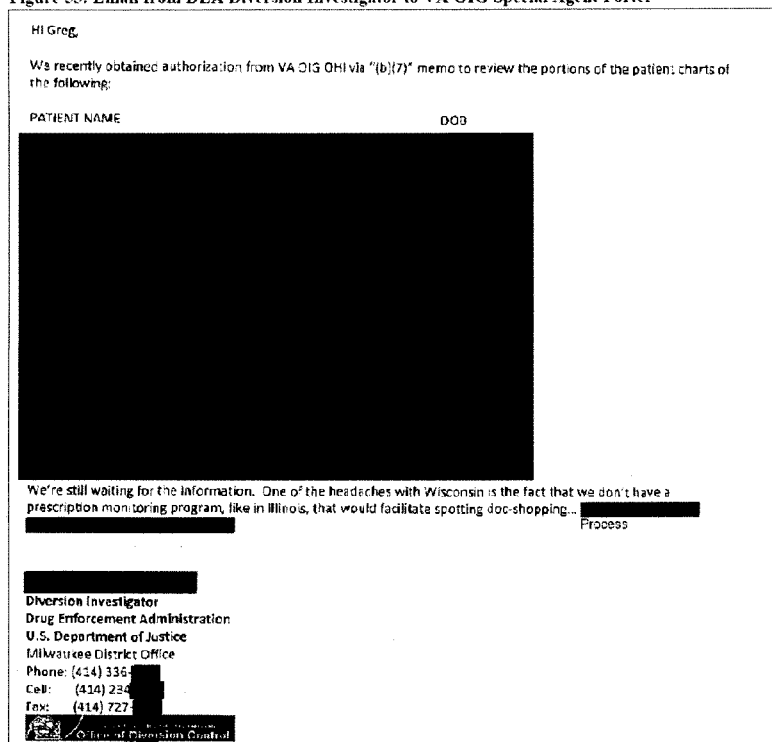 Figure 33. Email from DEA Diversion Investigator to VA OIG Special Agent Porter
Hi Greg,
We recently obtained authorization from VA OIG OHI via "(b)(7)" memo to review the portions of the patient charts of
the following:
PATIENT NAME DOB
We're still waiting for the information. One of the headaches with Wisconsin is the fact that we don't have a
prescription monitoring program, like in Illinois, that would facilitate spotting doc-shopping...
Process
Diversion Investigator
Drug Enforcement Administration
U.S. Department of Justice
Milwaukee District Office
Phone: (414) 336-
Cell: (414) 234
Fax: (414) 727-
Office of Diversion Control